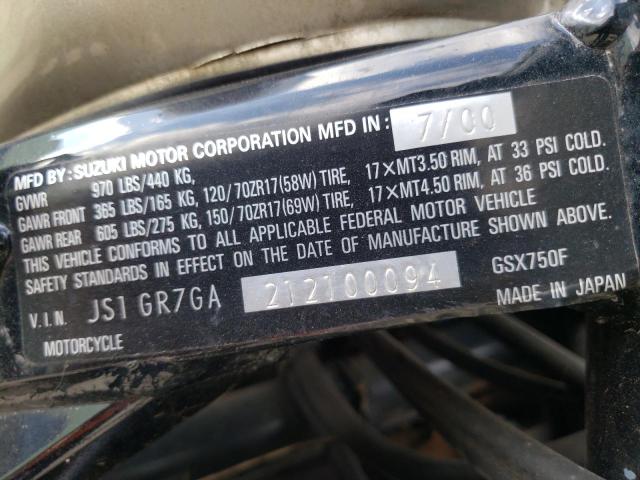 MFD BY: SUZUKI MOTOR CORPORATION MFD IN: 7/00
GVWR 970 LBS/440 KG,
GAWR FRONT 365 LBS/165 KG, 120/70ZR17(58W) TIRE, 17×MT3.50 RIM, AT 33 PSI COLD.
GAWR REAR 605 LBS/275 KG, 150/70ZR17(69W) TIRE, 17×MT4.50 RIM, AT 36 PSI COLD.
THIS VEHICLE CONFORMS TO ALL APPLICABLE FEDERAL MOTOR VEHICLE
SAFETY STANDARDS IN EFFECT ON THE DATE OF MANUFACTURE SHOWN ABOVE.
V.I.N. JS1GR7GA 212100094 GSX750F
MOTORCYCLE MADE IN JAPAN